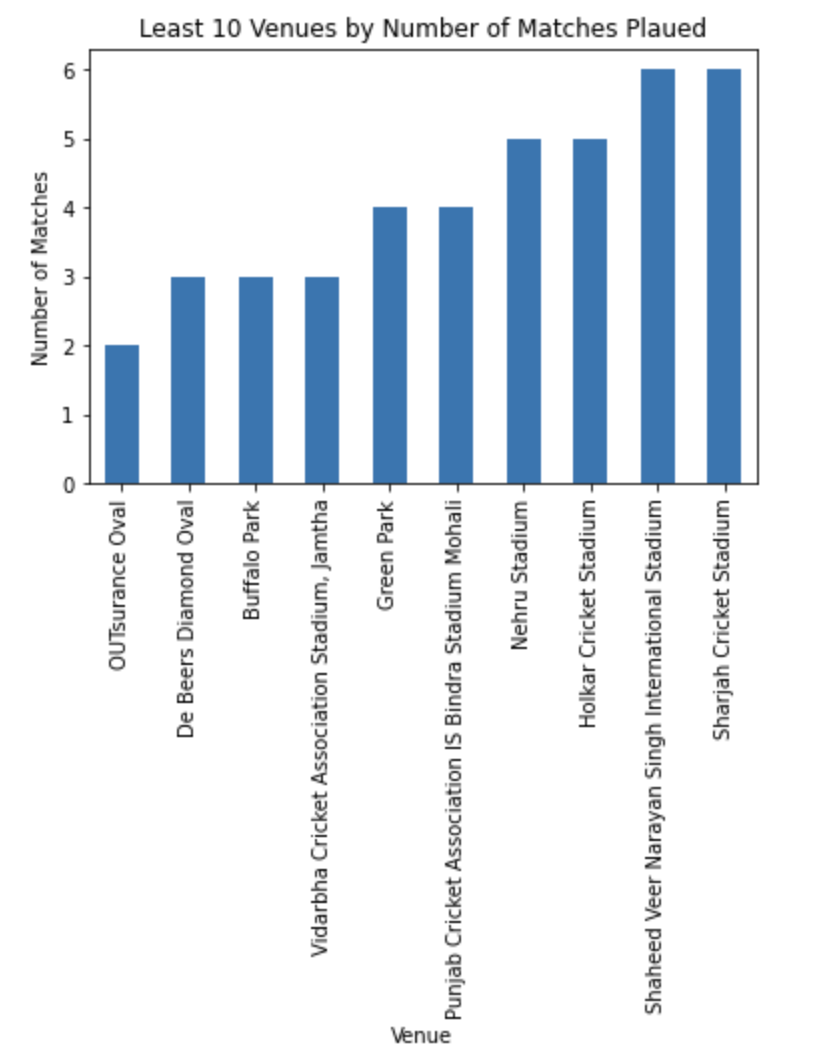 Least 10 Venues by Number of Matches Plaued
Number of Matches
6
5
4
3
2
1
0
OUTsurance Oval
De Beers Diamond Oval
Buffalo Park
Vidarbha Cricket Association Stadium, Jamtha
Green Park
Punjab Cricket Association IS Bindra Stadium Mohali
Nehru Stadium
Holkar Cricket Stadium
Shaheed Veer Narayan Singh International Stadium
Sharjah Cricket Stadium
Venue